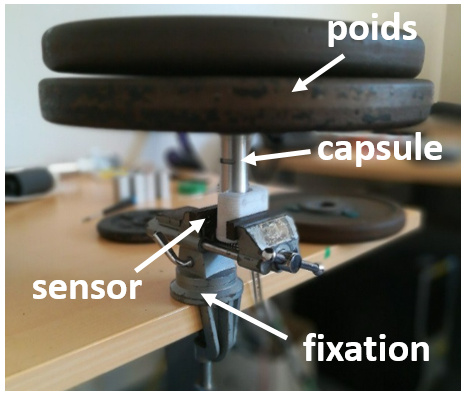 poids
capsule
sensor
fixation